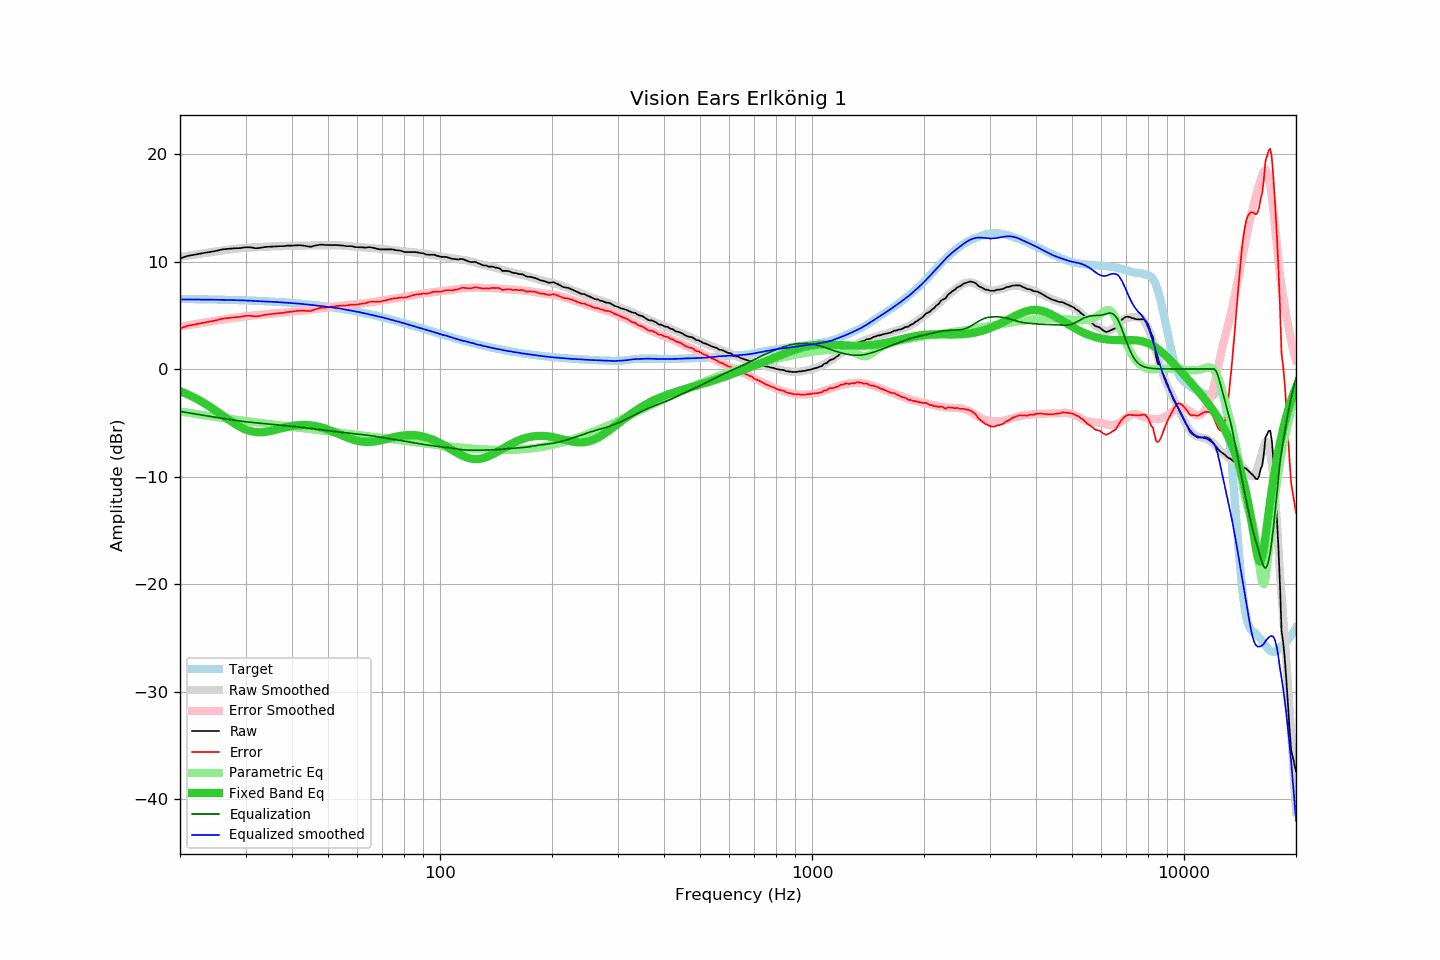 Vision Ears Erlkönig 1
Amplitude (dBr)
20
10
0
−10
−20
−30
−40
Target
Raw Smoothed
Error Smoothed
Raw
Error
Parametric Eq
Fixed Band Eq
Equalization
Equalized smoothed
100
1000
10000
Frequency (Hz)